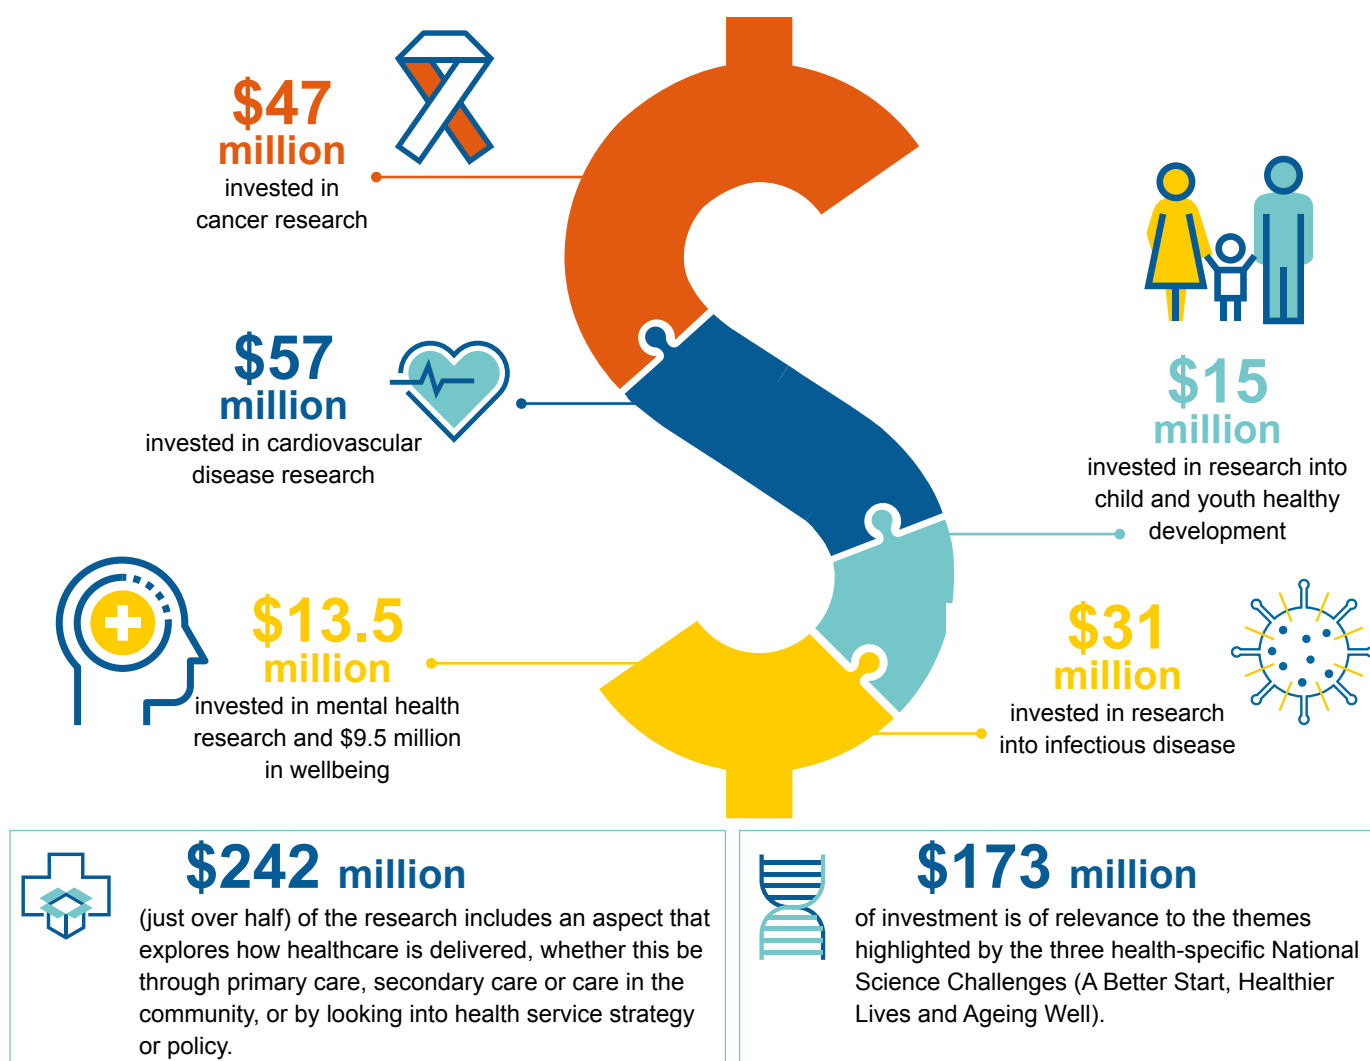 $47
million
invested in
cancer research
$57
million
invested in cardiovascular
disease research
$13.5
million
invested in mental health
research and $9.5 million
in wellbeing
$15
million
invested in research into
child and youth healthy
development
$31
million
invested in research
into infectious disease
$242 million
(just over half) of the research includes an aspect that
explores how healthcare is delivered, whether this be
through primary care, secondary care or care in the
community, or by looking into health service strategy
or policy.
$173 million
of investment is of relevance to the themes
highlighted by the three health-specific National
Science Challenges (A Better Start, Healthier
Lives and Ageing Well).